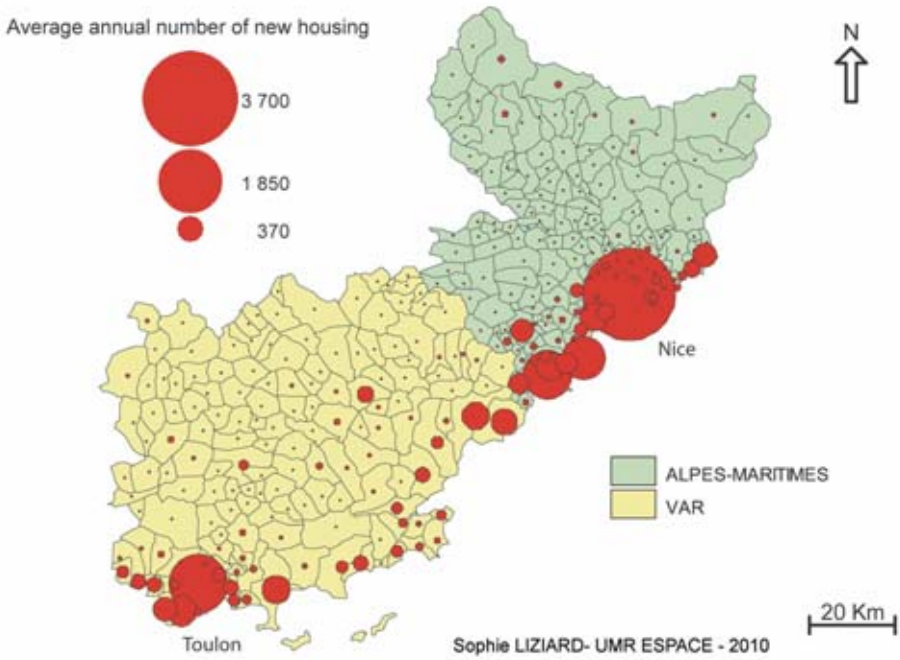 Average annual number of new housing
3 700
1 850
370
N
Nice
ALPES-MARITIMES
VAR
20 Km
Toulon
Sophie LIZIARD- UMR ESPACE - 2010